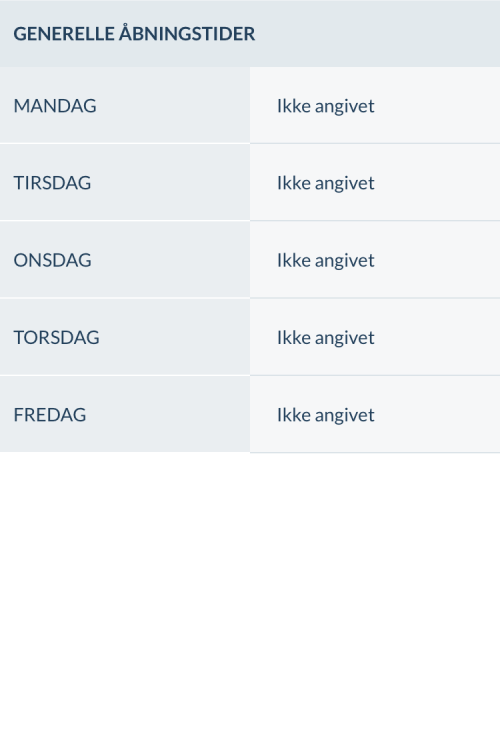 GENERELLE ÅBNINGSTIDER
MANDAG Ikke angivet
TIRSDAG Ikke angivet
ONSDAG Ikke angivet
TORSDAG Ikke angivet
FREDAG Ikke angivet